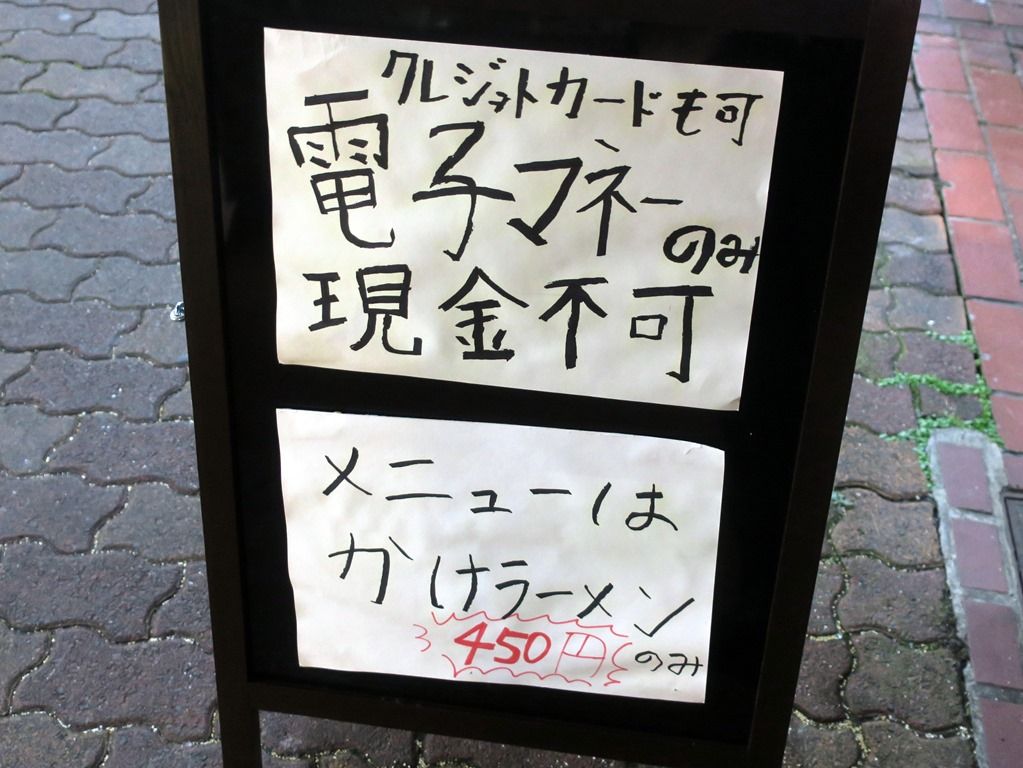 クレジットカードも可
電子マネーのみ
現金不可
メニューは
かけラーメン
450円のみ